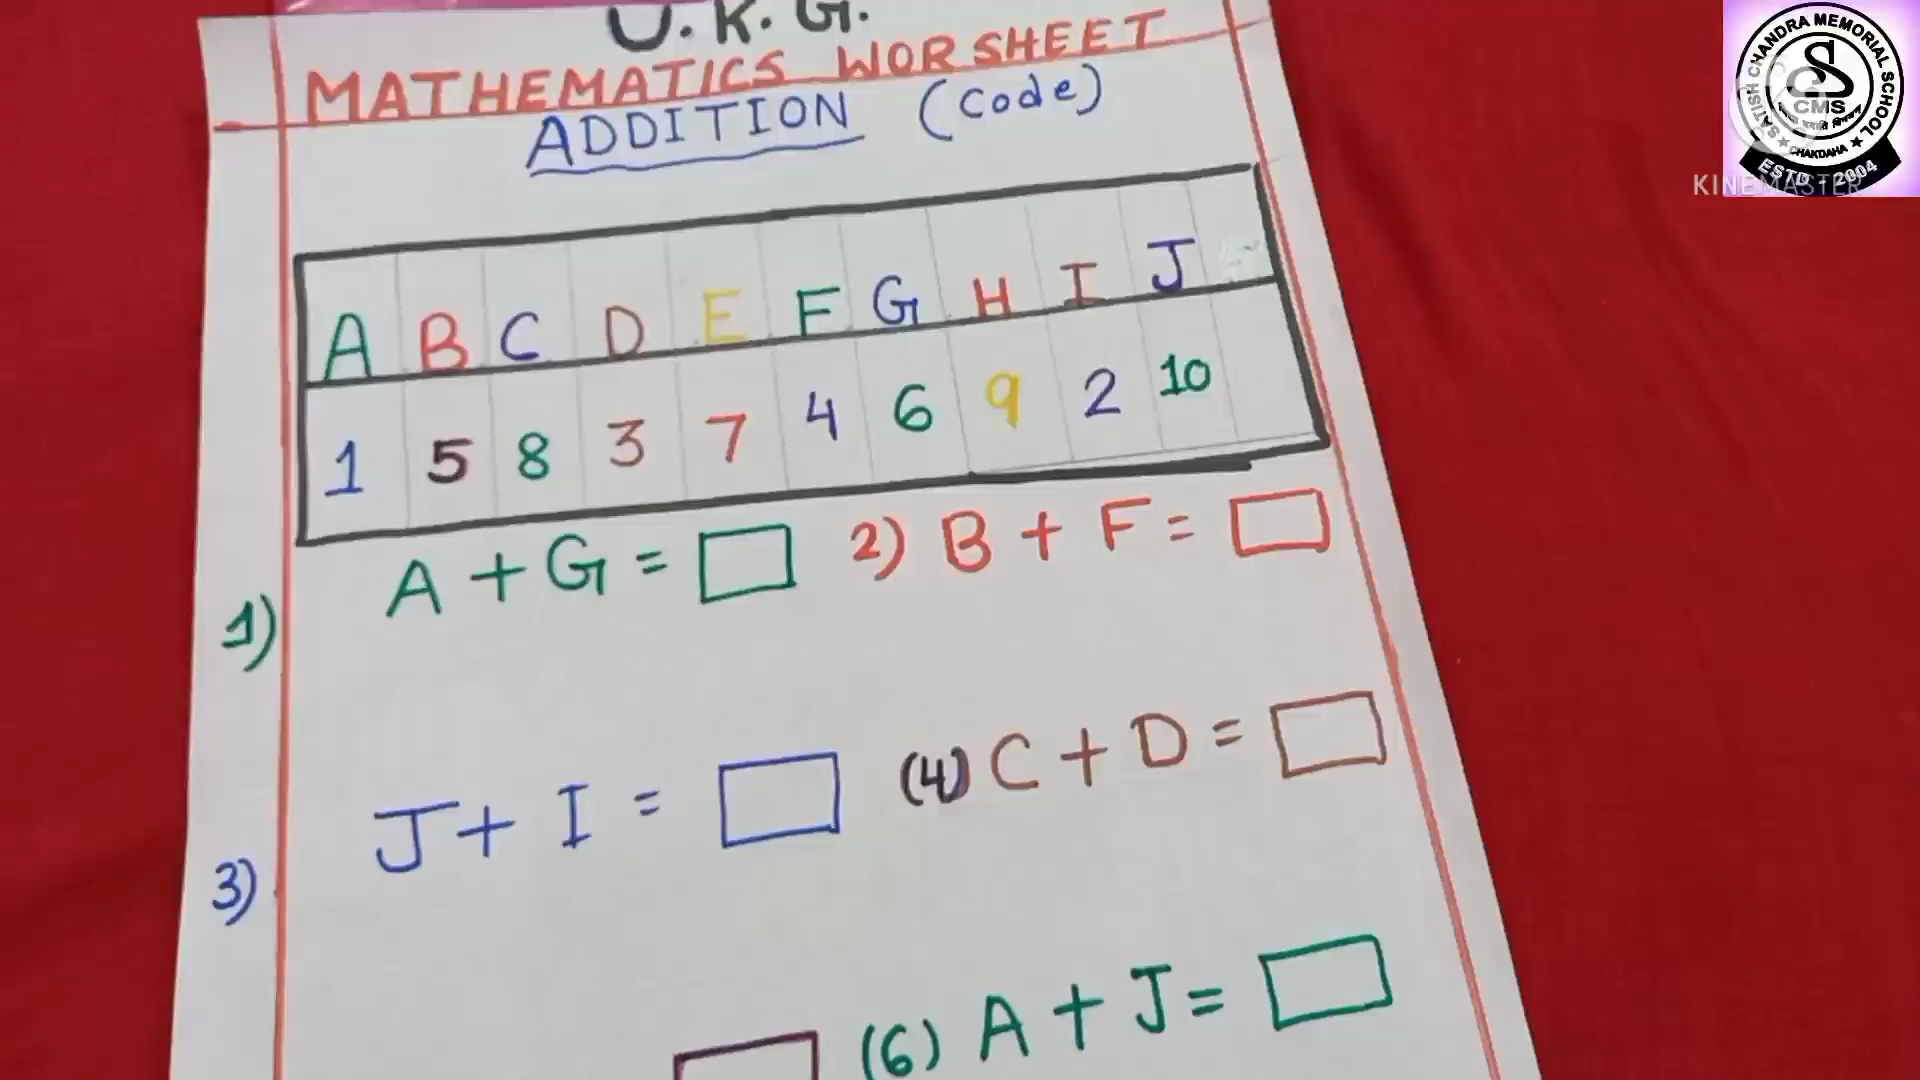 U.K.G.
MATHEMATICS WORSHEET
ADDITION (Code)
A B C D E F G H I J
1 5 8 3 7 4 6 9 2 10
1) A + G = 2) B + F =
3) J + I = (4) C + D =
(6) A + J =
SATISH CHANDRA MEMORIAL SCHOOL
S
CMS
CHAKDAHA
ESTD - 2004
KINEMASTER